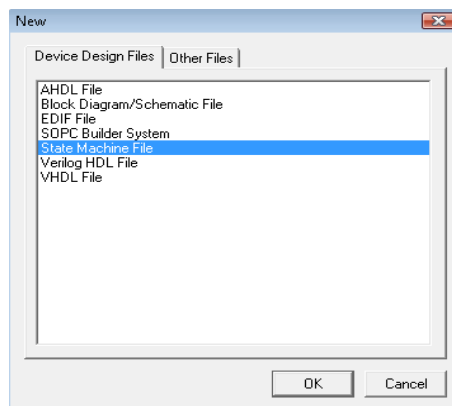 New
Device Design Files Other Files
AHDL File
Block Diagram/Schematic File
EDIF File
SOPC Builder System
State Machine File
Verilog HDL File
VHDL File
OK Cancel